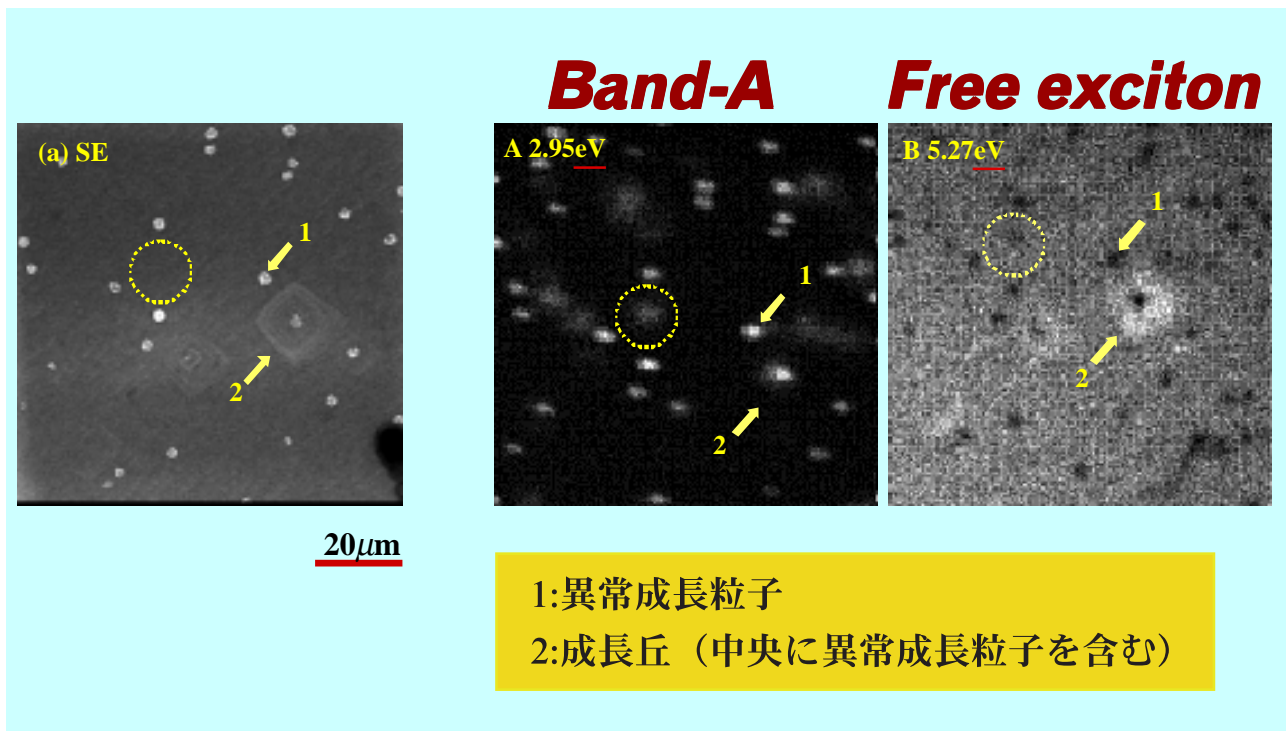 Band-A
Free exciton
(a) SE
A 2.95eV
B 5.27eV
1
2
1
2
1
2
20μm
1:異常成長粒子
2:成長丘（中央に異常成長粒子を含む）